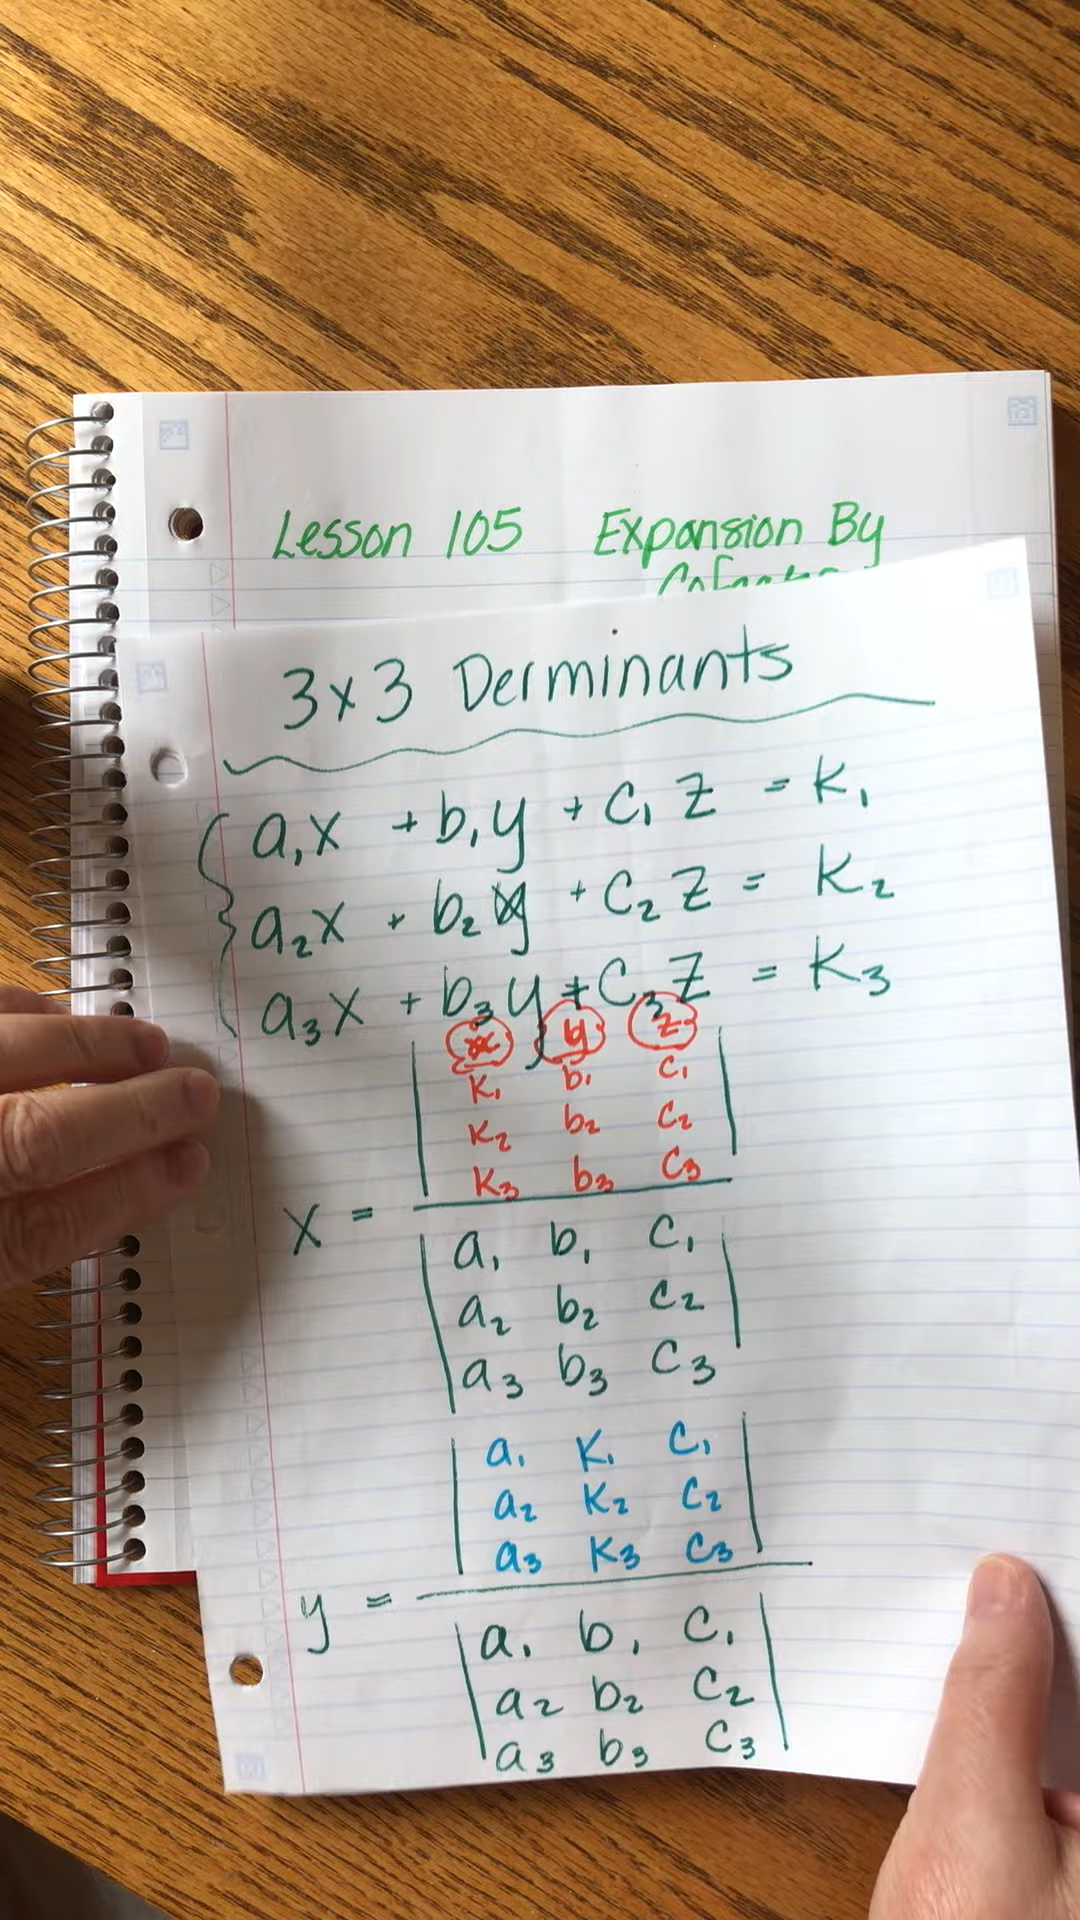 Lesson 105 Expansion By
3x3 Derminants
a₁x + b₁y + c₁z = K₁
a₂x + b₂y + c₂z = K₂
a₃x + b₃y + c₃z = K₃
x y z
K₁ b₁ c₁
K₂ b₂ c₂
K₃ b₃ c₃
x =
a₁ b₁ c₁
a₂ b₂ c₂
a₃ b₃ c₃
a₁ K₁ c₁
a₂ K₂ c₂
a₃ K₃ c₃
y =
a₁ b₁ c₁
a₂ b₂ c₂
a₃ b₃ c₃